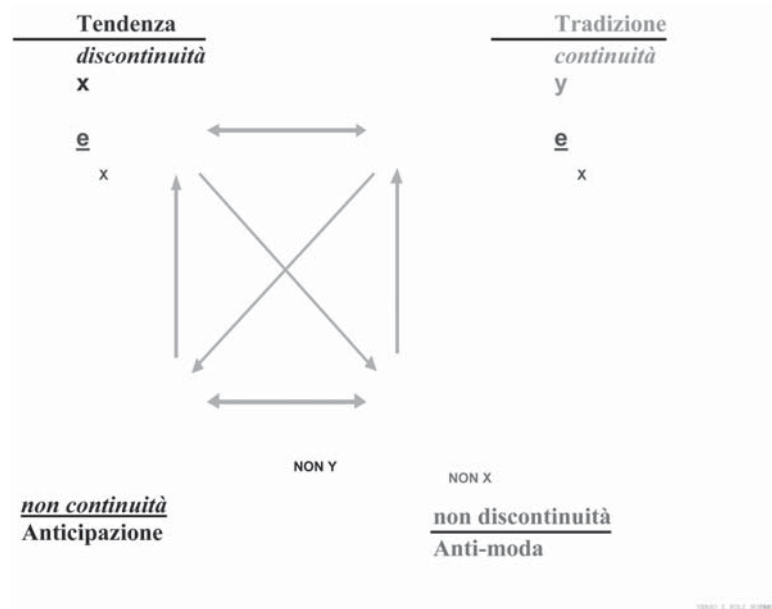 Tendenza
discontinuità
x
e
x
Tradizione
continuità
y
e
x
NON Y
NON X
non continuità
Anticipazione
non discontinuità
Anti-moda